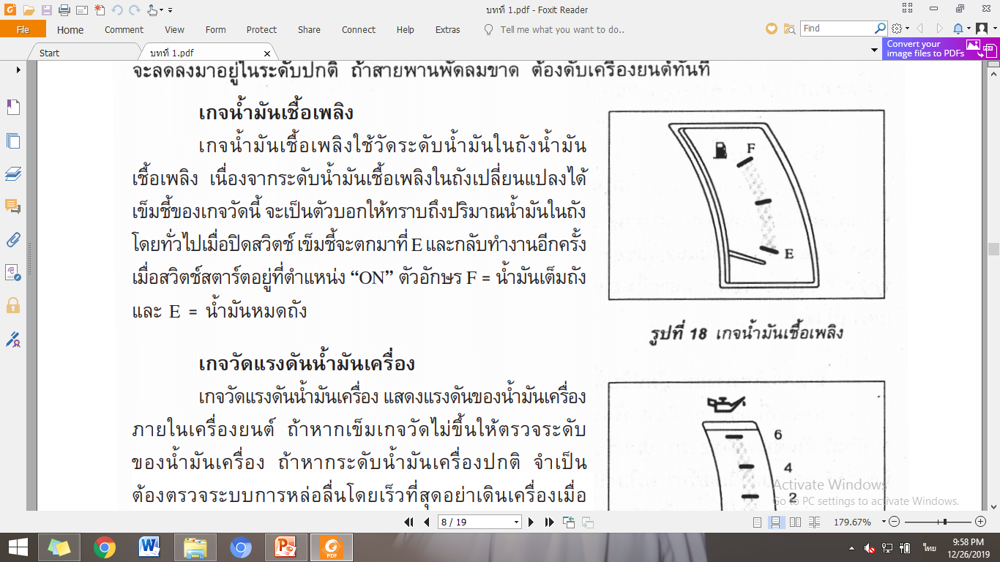 บทที่ 1.pdf - Foxit Reader
File Home Comment View Form Protect Share Connect Help Extras Tell me what you want to do.. Find
Start บทที่ 1.pdf
Convert your
image files to PDFs
จะลดลงมาอยู่ในระดับปกติ ถ้าสายพานพัดลมขาด ต้องดับเครื่องยนต์ทันที
เกจน้ำมันเชื้อเพลิง
เกจน้ำมันเชื้อเพลิงใช้วัดระดับน้ำมันในถังน้ำมัน
เชื้อเพลิง เนื่องจากระดับน้ำมันเชื้อเพลิงในถังเปลี่ยนแปลงได้
เข็มชี้ของเกจวัดนี้ จะเป็นตัวบอกให้ทราบถึงปริมาณน้ำมันในถัง
โดยทั่วไปเมื่อปิดสวิตช์ เข็มชี้จะตกมาที่ E และกลับทำงานอีกครั้ง
เมื่อสวิตช์สตาร์ตอยู่ที่ตำแหน่ง “ON” ตัวอักษร F = น้ำมันเต็มถัง
และ E = น้ำมันหมดถัง
F
E
รูปที่ 18 เกจน้ำมันเชื้อเพลิง
เกจวัดแรงดันน้ำมันเครื่อง
เกจวัดแรงดันน้ำมันเครื่อง แสดงแรงดันของน้ำมันเครื่อง
ภายในเครื่องยนต์ ถ้าหากเข็มเกจวัดไม่ขึ้นให้ตรวจระดับ
ของน้ำมันเครื่อง ถ้าหากระดับน้ำมันเครื่องปกติ จำเป็น
ต้องตรวจระบบการหล่อลื่นโดยเร็วที่สุดอย่าเดินเครื่องเมื่อ
6
4
2
Activate Windows
Go to PC settings to activate Windows.
8 / 19
179.67%
PDF
ไทย
9:58 PM
12/26/2019